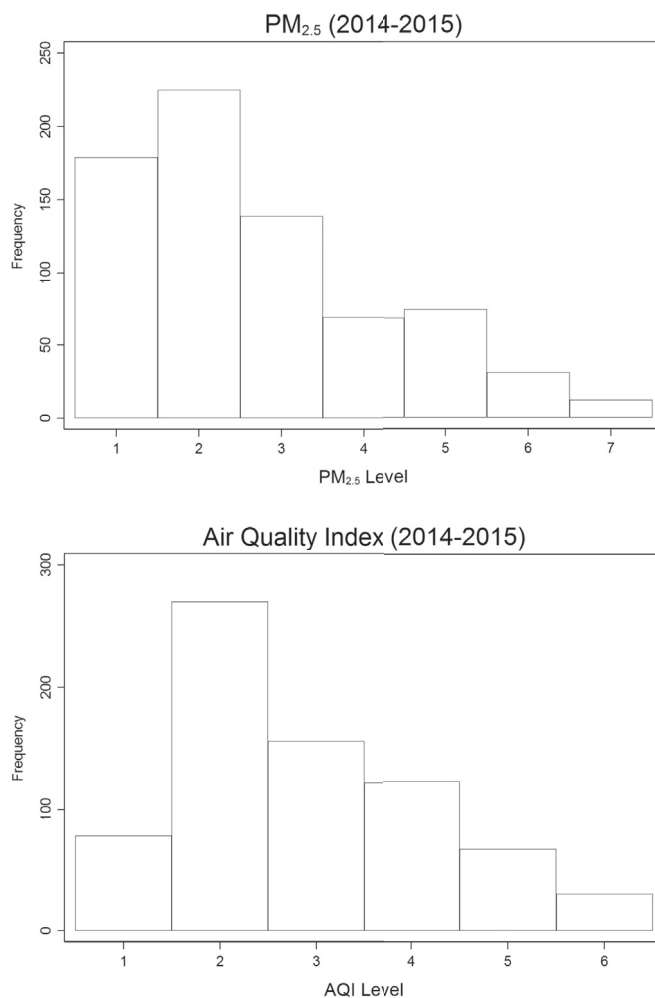 PM2.5 (2014-2015)
250
200
150
100
50
0
Frequency
1 2 3 4 5 6 7
PM2.5 Level
Air Quality Index (2014-2015)
300
200
100
0
Frequency
1 2 3 4 5 6
AQI Level